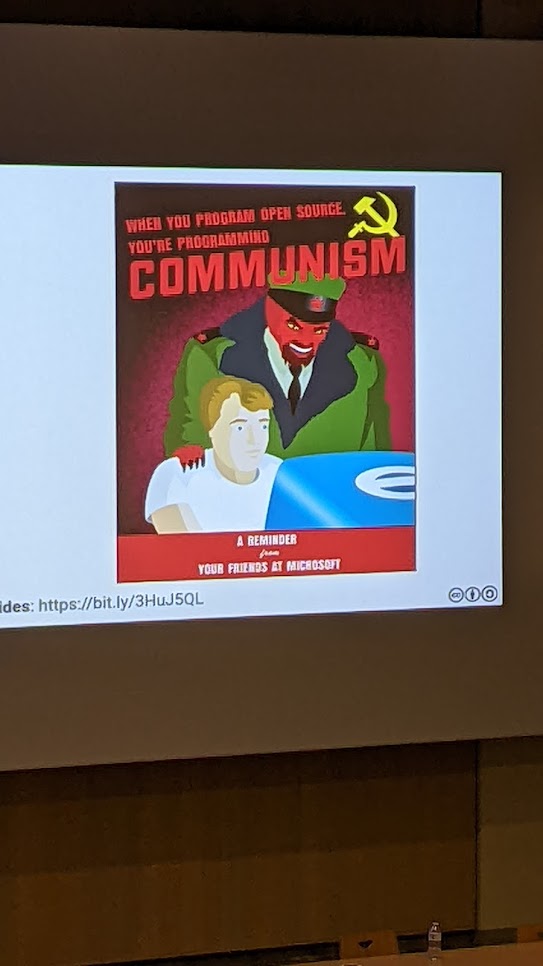 WHEN YOU PROGRAM OPEN SOURCE,
YOU'RE PROGRAMMING
COMMUNISM
A REMINDER
from
YOUR FRIENDS AT MICROSOFT
ides: https://bit.ly/3HuJ5QL
cc